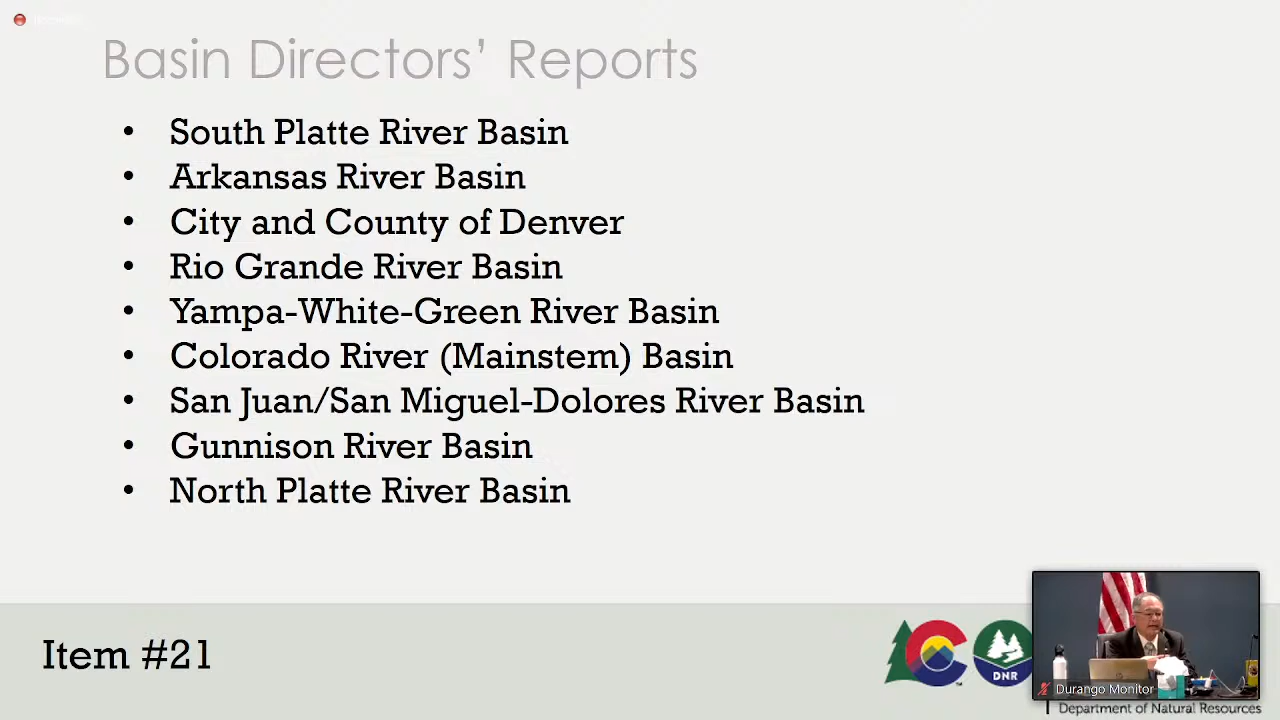 Basin Directors’ Reports
• South Platte River Basin
• Arkansas River Basin
• City and County of Denver
• Rio Grande River Basin
• Yampa-White-Green River Basin
• Colorado River (Mainstem) Basin
• San Juan/San Miguel-Dolores River Basin
• Gunnison River Basin
• North Platte River Basin
Item #21
DNR
Durango Monitor
Department of Natural Resources